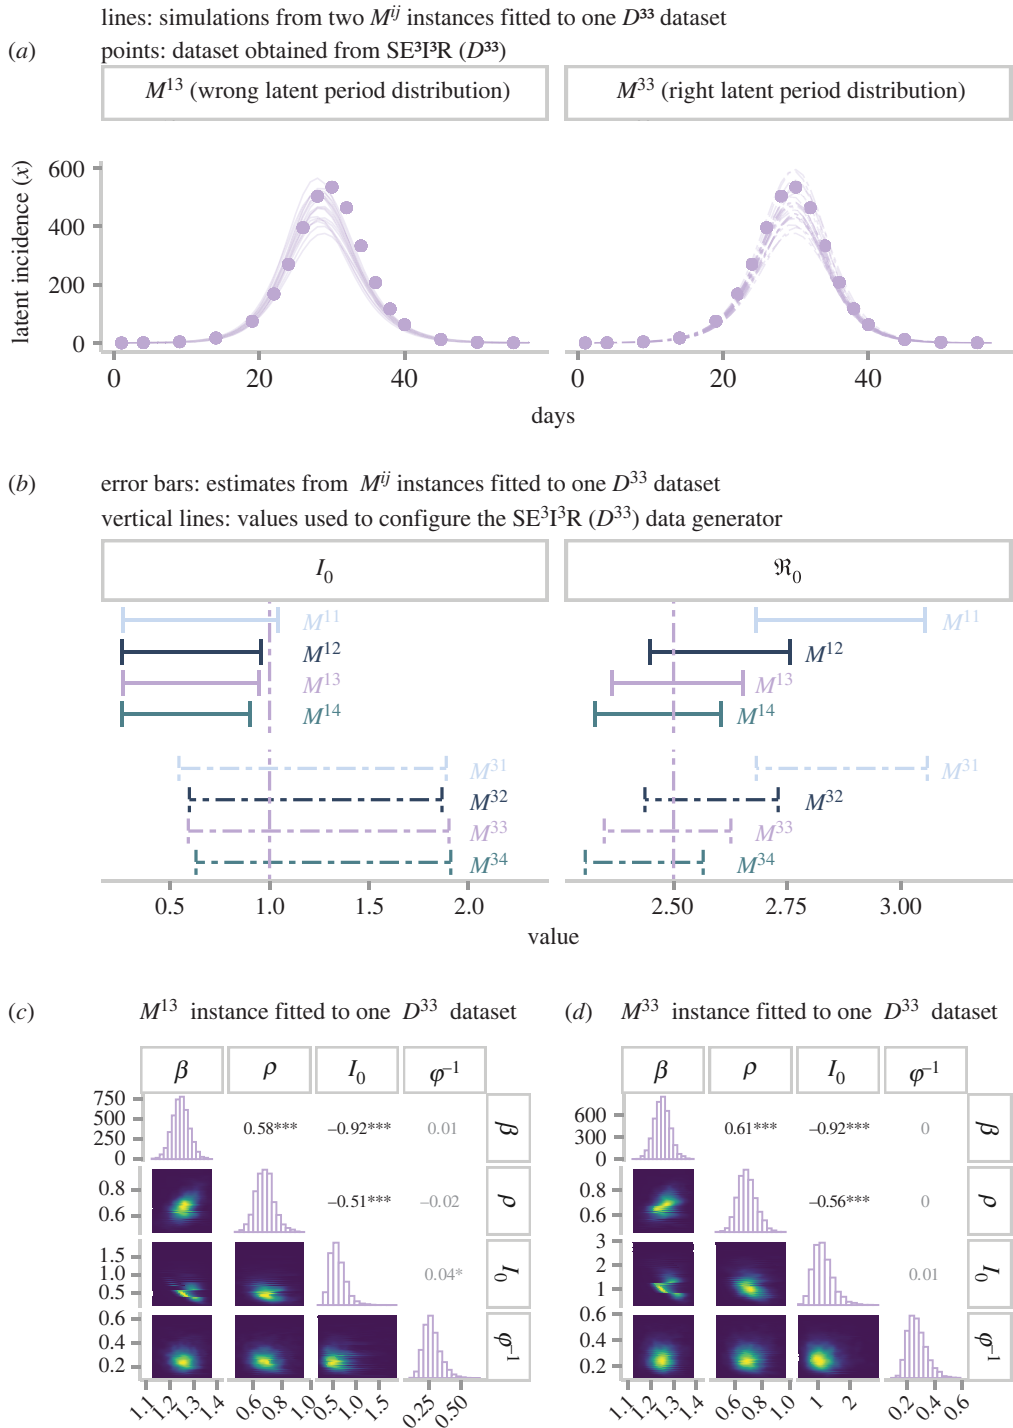 lines: simulations from two Mⁱʲ instances fitted to one D³³ dataset
(a) points: dataset obtained from SE³I³R (D³³)
M¹³ (wrong latent period distribution) M³³ (right latent period distribution)
latent incidence (x)
600
400
200
0
0 20 40 0 20 40
days
(b) error bars: estimates from Mⁱʲ instances fitted to one D³³ dataset
vertical lines: values used to configure the SE³I³R (D³³) data generator
I₀ ℜ₀
M¹¹ M¹¹
M¹² M¹²
M¹³ M¹³
M¹⁴ M¹⁴
M³¹ M³¹
M³² M³²
M³³ M³³
M³⁴ M³⁴
0.5 1.0 1.5 2.0 2.50 2.75 3.00
value
(c) M¹³ instance fitted to one D³³ dataset
β ρ I₀ φ⁻¹
750
500
250
0
0.58*** −0.92*** 0.01 β
0.8
0.6
−0.51*** −0.02 ρ
1.5
1.0
0.5
0.04* I₀
0.6
0.4
0.2
φ⁻¹
1.1 1.2 1.3 1.4 0.6 0.8 1.0 0.5 1.0 1.5 0.25 0.50
(d) M³³ instance fitted to one D³³ dataset
β ρ I₀ φ⁻¹
600
300
0
0.61*** −0.92*** 0 β
0.8
0.6
−0.56*** 0 ρ
3
2
1
0.01 I₀
0.6
0.4
0.2
φ⁻¹
1.1 1.2 1.3 1.4 0.6 0.8 1.0 1 2 0.2 0.4 0.6